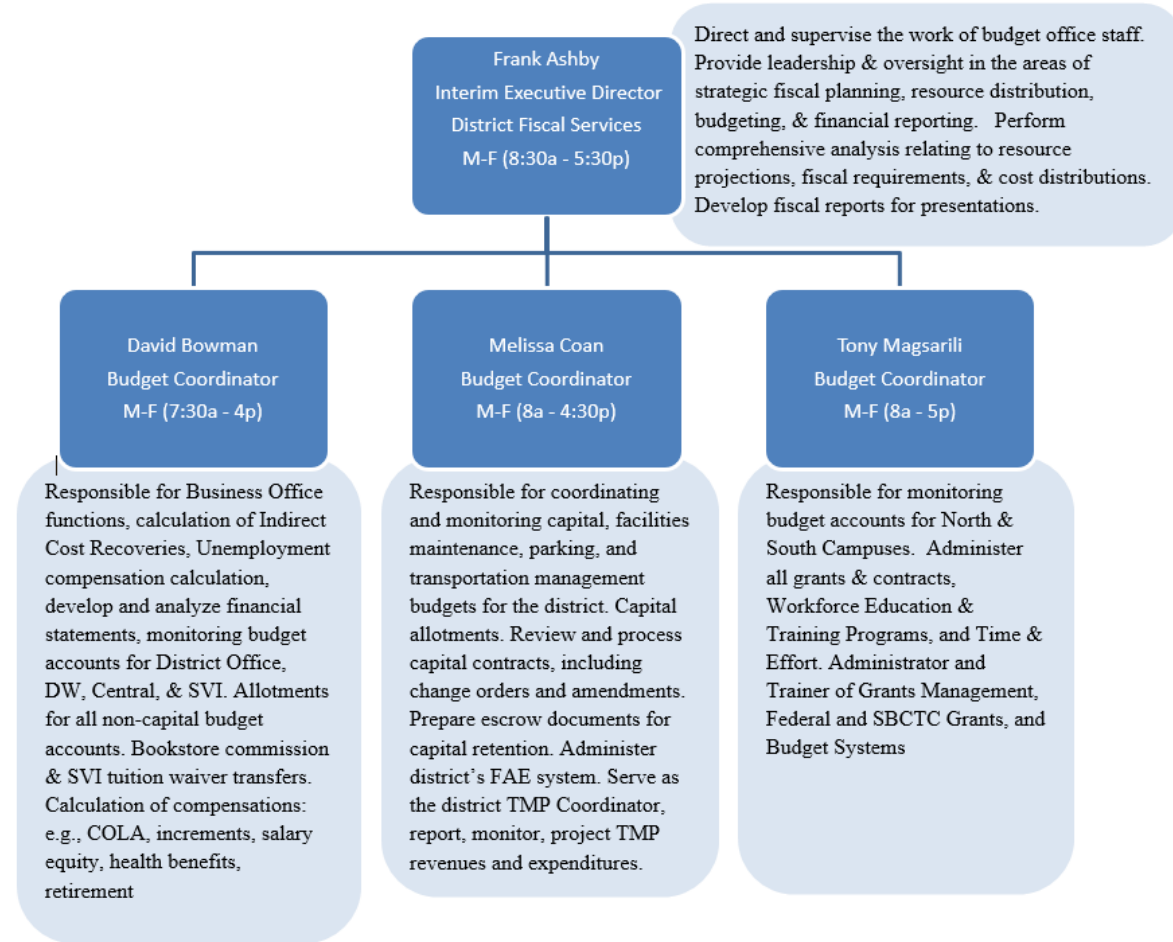 Frank Ashby
Interim Executive Director
District Fiscal Services
M-F (8:30a - 5:30p)
Direct and supervise the work of budget office staff.
Provide leadership & oversight in the areas of
strategic fiscal planning, resource distribution,
budgeting, & financial reporting.   Perform
comprehensive analysis relating to resource
projections, fiscal requirements, & cost distributions.
Develop fiscal reports for presentations.
David Bowman
Budget Coordinator
M-F (7:30a - 4p)
Responsible for Business Office
functions, calculation of Indirect
Cost Recoveries, Unemployment
compensation calculation,
develop and analyze financial
statements, monitoring budget
accounts for District Office,
DW, Central, & SVI. Allotments
for all non-capital budget
accounts. Bookstore commission
& SVI tuition waiver transfers.
Calculation of compensations:
e.g., COLA, increments, salary
equity, health benefits,
retirement
Melissa Coan
Budget Coordinator
M-F (8a - 4:30p)
Responsible for coordinating
and monitoring capital, facilities
maintenance, parking, and
transportation management
budgets for the district. Capital
allotments. Review and process
capital contracts, including
change orders and amendments.
Prepare escrow documents for
capital retention. Administer
district’s FAE system. Serve as
the district TMP Coordinator,
report, monitor, project TMP
revenues and expenditures.
Tony Magsarili
Budget Coordinator
M-F (8a - 5p)
Responsible for monitoring
budget accounts for North &
South Campuses.  Administer
all grants & contracts,
Workforce Education &
Training Programs, and Time &
Effort. Administrator and
Trainer of Grants Management,
Federal and SBCTC Grants, and
Budget Systems